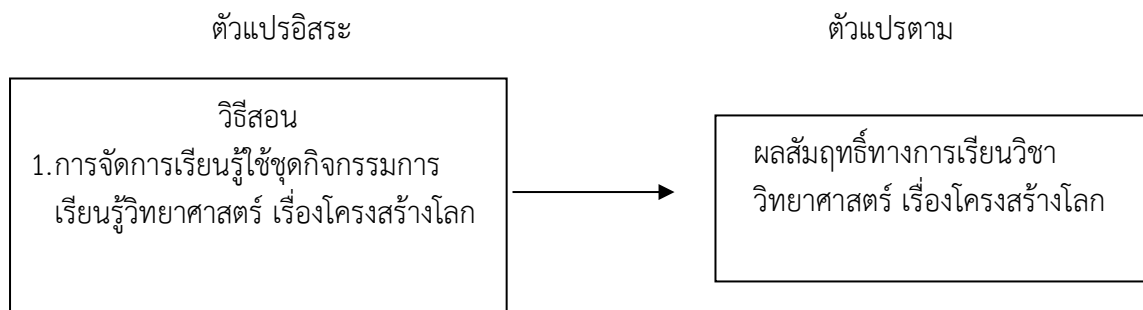 ตัวแปรอิสระ
ตัวแปรตาม
วิธีสอน
1.การจัดการเรียนรู้ใช้ชุดกิจกรรมการ
เรียนรู้วิทยาศาสตร์ เรื่องโครงสร้างโลก
ผลสัมฤทธิ์ทางการเรียนวิชา
วิทยาศาสตร์ เรื่องโครงสร้างโลก